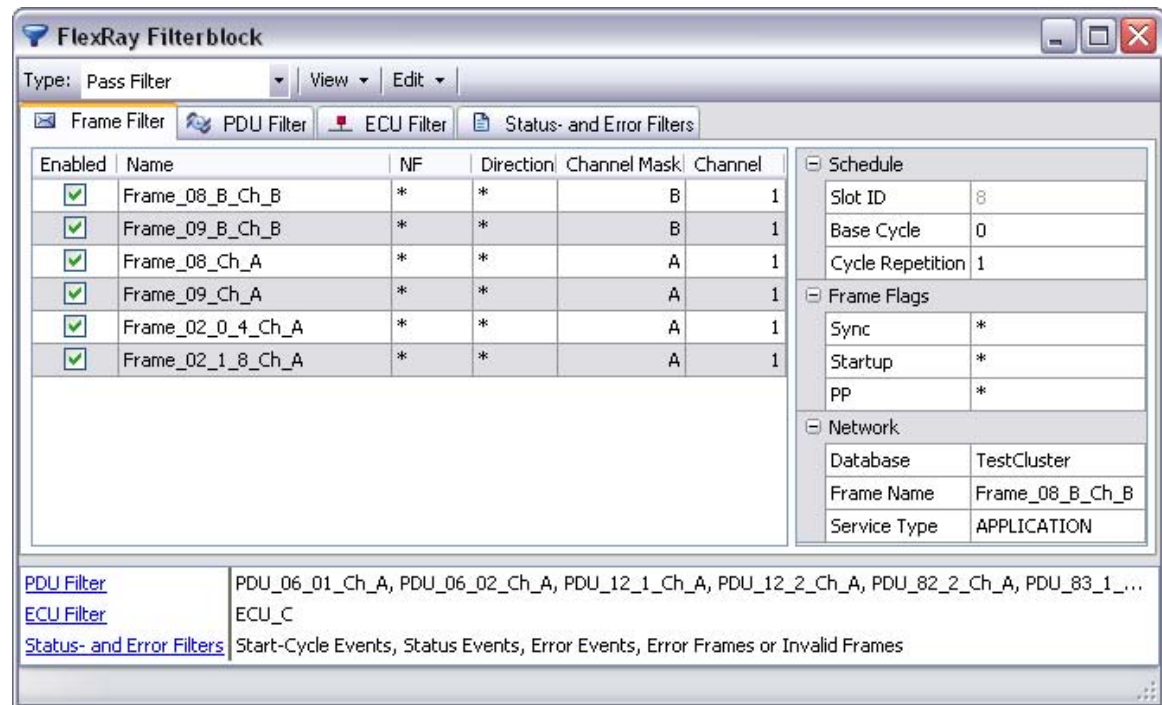 FlexRay Filterblock
Type: Pass Filter View Edit
Frame Filter PDU Filter ECU Filter Status- and Error Filters
Enabled Name NF Direction Channel Mask Channel
Frame_08_B_Ch_B * * B 1
Frame_09_B_Ch_B * * B 1
Frame_08_Ch_A * * A 1
Frame_09_Ch_A * * A 1
Frame_02_0_4_Ch_A * * A 1
Frame_02_1_8_Ch_A * * A 1
Schedule
Slot ID 8
Base Cycle 0
Cycle Repetition 1
Frame Flags
Sync *
Startup *
PP *
Network
Database TestCluster
Frame Name Frame_08_B_Ch_B
Service Type APPLICATION
PDU Filter PDU_06_01_Ch_A, PDU_06_02_Ch_A, PDU_12_1_Ch_A, PDU_12_2_Ch_A, PDU_82_2_Ch_A, PDU_83_1_...
ECU Filter ECU_C
Status- and Error Filters Start-Cycle Events, Status Events, Error Events, Error Frames or Invalid Frames